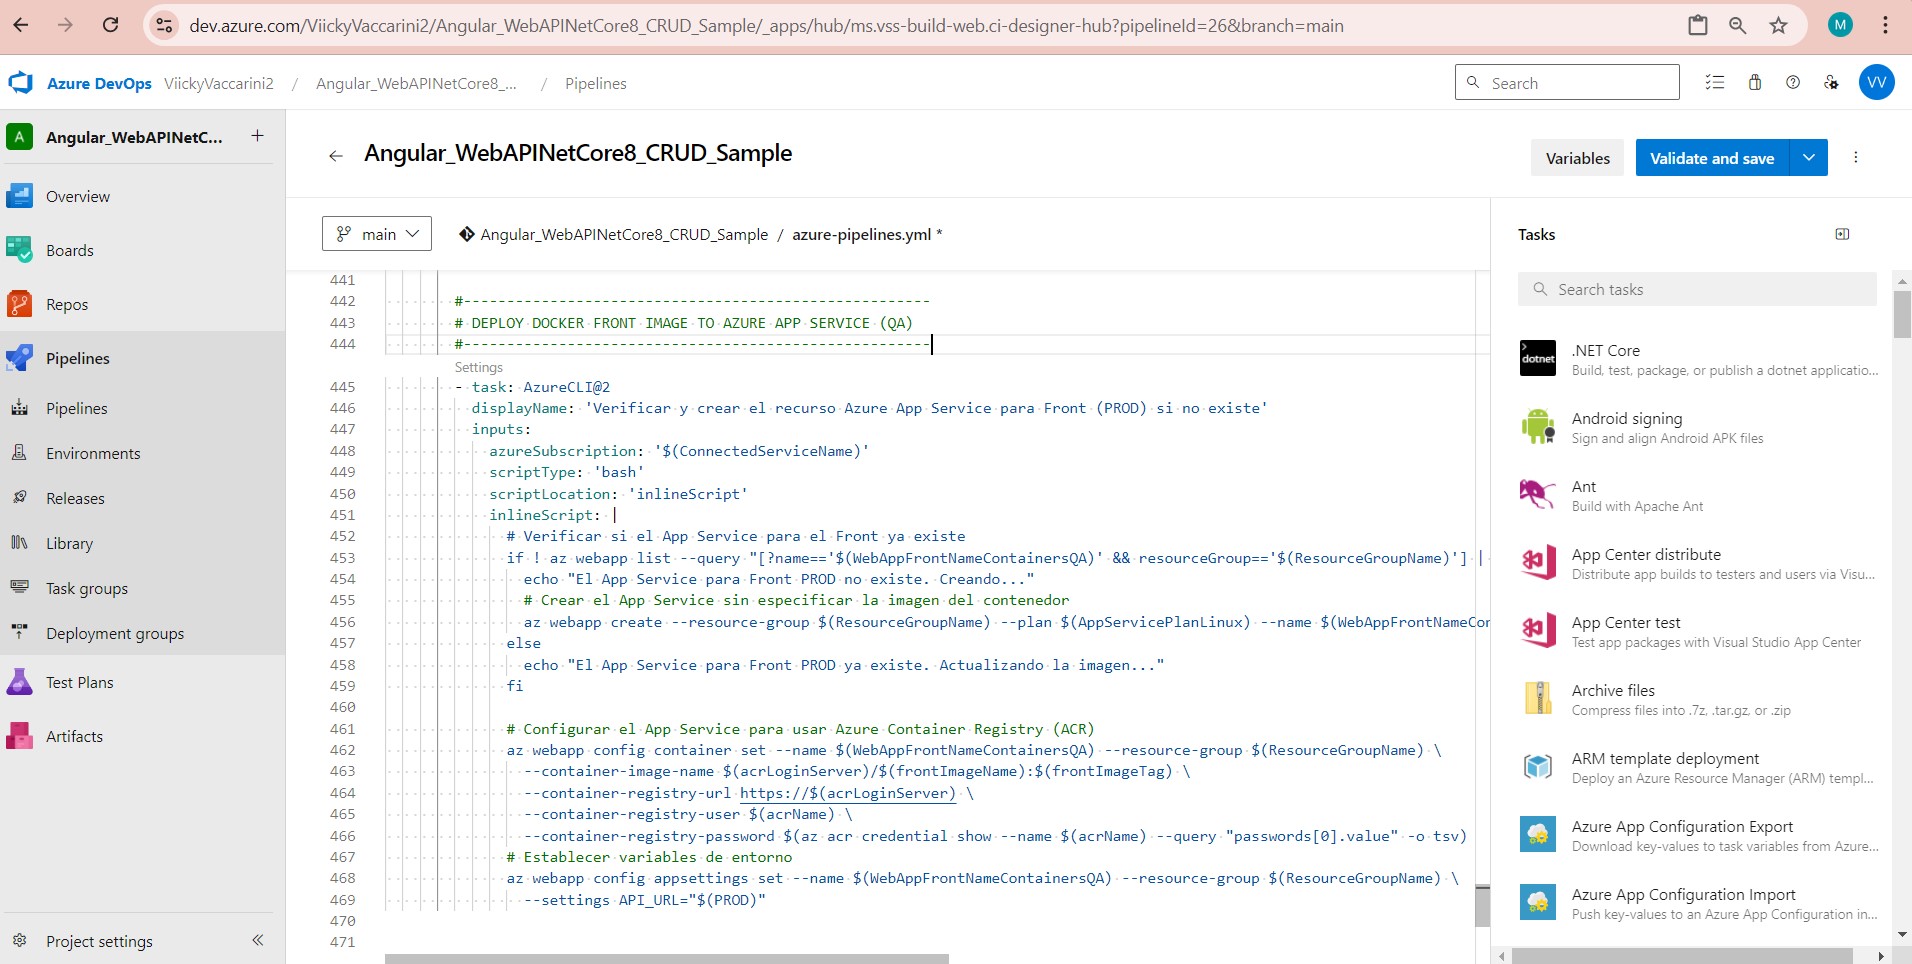 dev.azure.com/ViickyVaccarini2/Angular_WebAPINetCore8_CRUD_Sample/_apps/hub/ms.vss-build-web.ci-designer-hub?pipelineId=26&branch=main
M
Azure DevOps ViickyVaccarini2 / Angular_WebAPINetCore8_... / Pipelines
Search
VV
A Angular_WebAPINetC... +
Overview
Boards
Repos
Pipelines
Pipelines
Environments
Releases
Library
Task groups
Deployment groups
Test Plans
Artifacts
Project settings
Angular_WebAPINetCore8_CRUD_Sample
Variables
Validate and save
main
Angular_WebAPINetCore8_CRUD_Sample / azure-pipelines.yml *
441
442 #------------------------------------------------------
443 # DEPLOY DOCKER FRONT IMAGE TO AZURE APP SERVICE (QA)
444 #------------------------------------------------------
Settings
445 - task: AzureCLI@2
446 displayName: 'Verificar y crear el recurso Azure App Service para Front (PROD) si no existe'
447 inputs:
448 azureSubscription: '$(ConnectedServiceName)'
449 scriptType: 'bash'
450 scriptLocation: 'inlineScript'
451 inlineScript: |
452 # Verificar si el App Service para el Front ya existe
453 if ! az webapp list --query "[?name=='$(WebAppFrontNameContainersQA)' && resourceGroup=='$(ResourceGroupName)'] |
454 echo "El App Service para Front PROD no existe. Creando..."
455 # Crear el App Service sin especificar la imagen del contenedor
456 az webapp create --resource-group $(ResourceGroupName) --plan $(AppServicePlanLinux) --name $(WebAppFrontNameCon
457 else
458 echo "El App Service para Front PROD ya existe. Actualizando la imagen..."
459 fi
460
461 # Configurar el App Service para usar Azure Container Registry (ACR)
462 az webapp config container set --name $(WebAppFrontNameContainersQA) --resource-group $(ResourceGroupName) \
463 --container-image-name $(acrLoginServer)/$(frontImageName):$(frontImageTag) \
464 --container-registry-url https://$(acrLoginServer) \
465 --container-registry-user $(acrName) \
466 --container-registry-password $(az acr credential show --name $(acrName) --query "passwords[0].value" -o tsv)
467 # Establecer variables de entorno
468 az webapp config appsettings set --name $(WebAppFrontNameContainersQA) --resource-group $(ResourceGroupName) \
469 --settings API_URL="$(PROD)"
470
471
Tasks
Search tasks
dotnet
.NET Core
Build, test, package, or publish a dotnet applicatio...
Android signing
Sign and align Android APK files
Ant
Build with Apache Ant
App Center distribute
Distribute app builds to testers and users via Visu...
App Center test
Test app packages with Visual Studio App Center
Archive files
Compress files into .7z, .tar.gz, or .zip
ARM template deployment
Deploy an Azure Resource Manager (ARM) templ...
Azure App Configuration Export
Download key-values to task variables from Azure...
Azure App Configuration Import
Push key-values to an Azure App Configuration in...